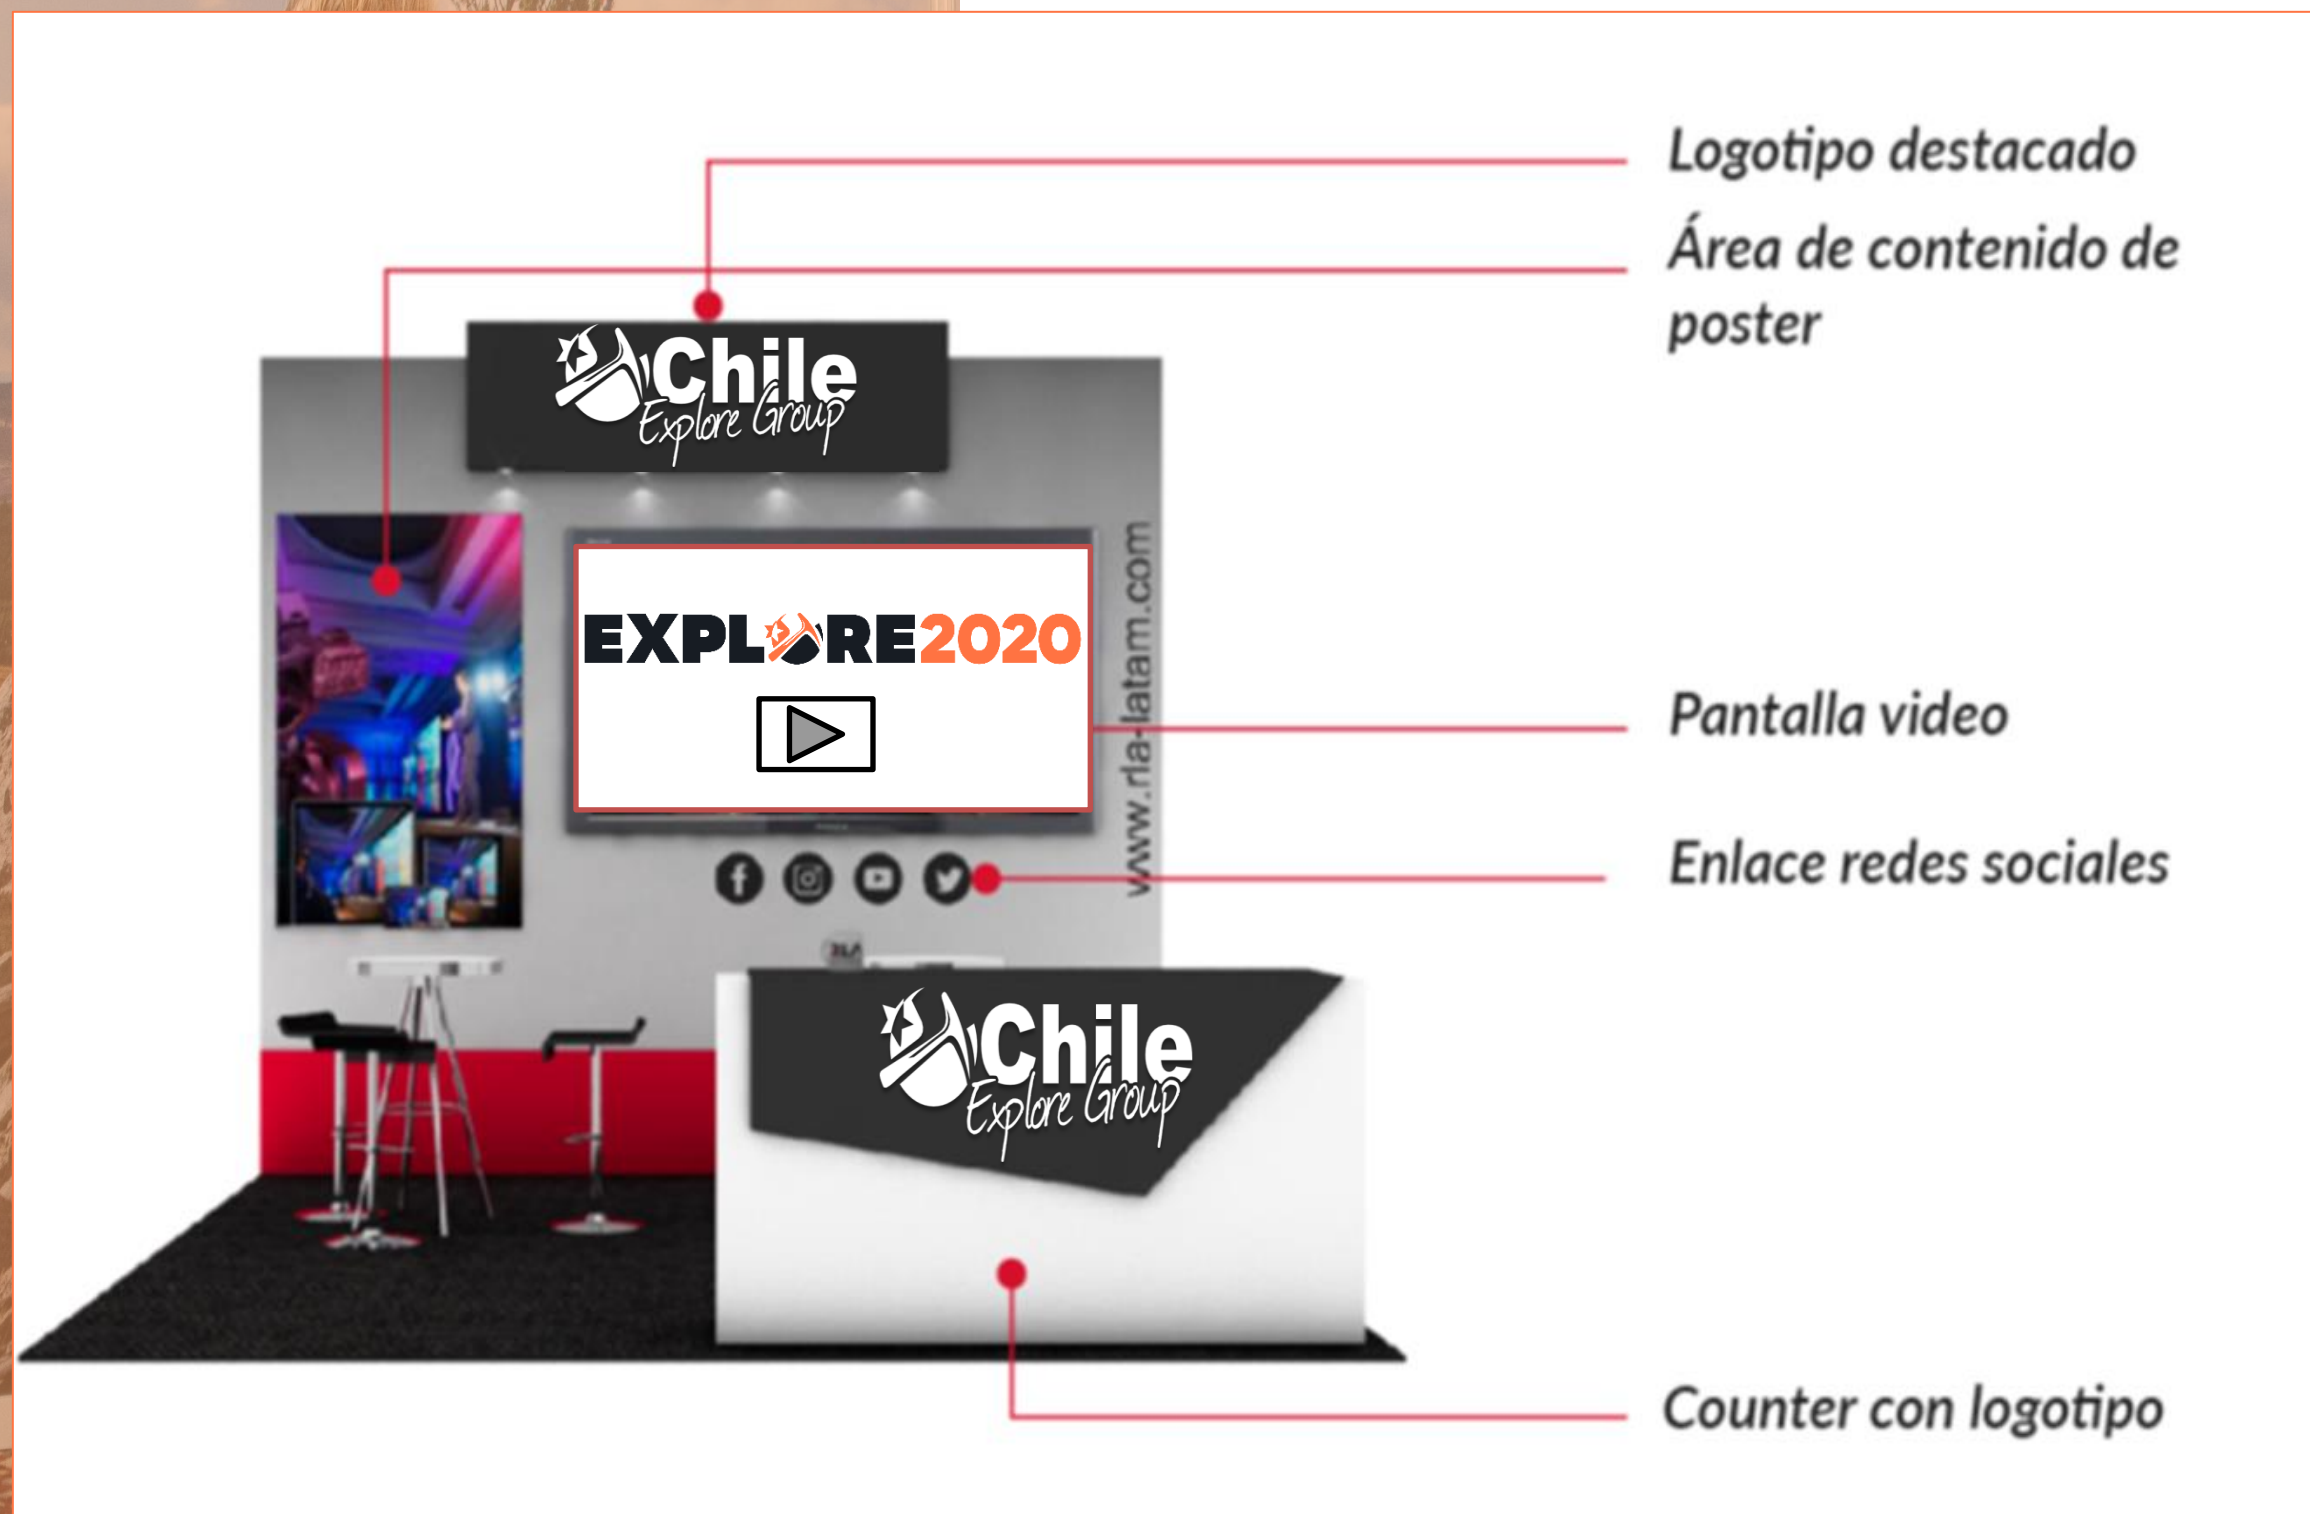 Logotipo destacado
Área de contenido de
poster
Chile
Explore Group
EXPLORE2020
www.rla-latam.com
Pantalla video
Enlace redes sociales
RLA
Chile
Explore Group
Counter con logotipo